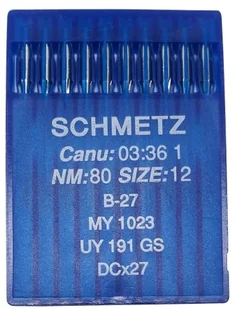 SCHMETZ
Canu: 03:36 1
NM:80 SIZE:12
B-27
MY 1023
UY 191 GS
DCx27